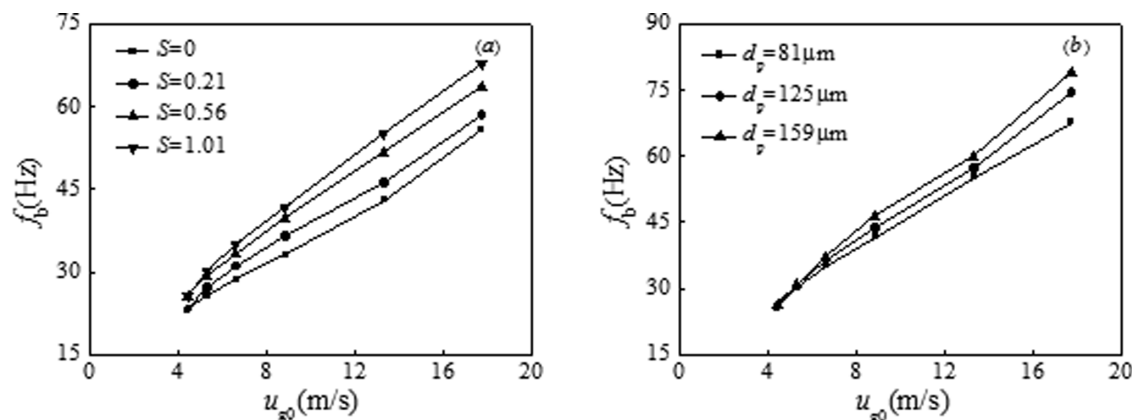 75
60
45
30
15
f_b(Hz)
(a)
S=0
S=0.21
S=0.56
S=1.01
0 4 8 12 16 20
u_g0(m/s)
90
75
60
45
30
15
f_b(Hz)
(b)
d_p=81μm
d_p=125μm
d_p=159μm
0 4 8 12 16 20
u_g0(m/s)